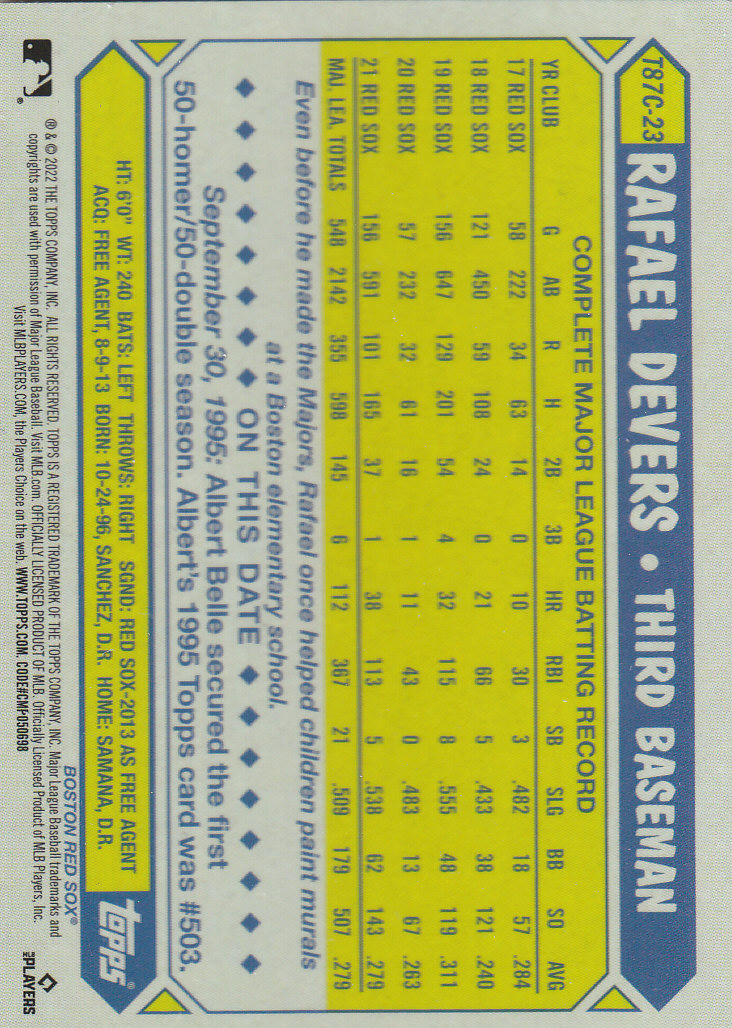 T87C-23 RAFAEL DEVERS • THIRD BASEMAN
COMPLETE MAJOR LEAGUE BATTING RECORD
YR CLUB G AB R H 2B 3B HR RBI SB SLG BB SO AVG
17 RED SOX 58 222 34 63 14 0 10 30 3 .482 18 57 .284
18 RED SOX 121 450 59 108 24 0 21 66 5 .433 38 121 .240
19 RED SOX 156 647 129 201 54 4 32 115 8 .555 48 119 .311
20 RED SOX 57 232 32 61 16 1 11 43 0 .483 13 67 .263
21 RED SOX 156 591 101 165 37 1 38 113 5 .538 62 143 .279
MAJ. LEA. TOTALS 548 2142 355 598 145 6 112 367 21 .509 179 507 .279
Even before he made the Majors, Rafael once helped children paint murals
at a Boston elementary school.
◆ ◆ ◆ ◆ ◆ ◆ ◆ ◆ ON THIS DATE ◆ ◆ ◆ ◆ ◆ ◆ ◆ ◆
September 30, 1995: Albert Belle secured the first
50-homer/50-double season. Albert's 1995 Topps card was #503.
HT: 6'0" WT: 240 BATS: LEFT THROWS: RIGHT SGND: RED SOX-2013 AS FREE AGENT
ACQ: FREE AGENT, 8-9-13 BORN: 10-24-96, SANCHEZ, D.R. HOME: SAMANA, D.R.
topps®
BOSTON RED SOX®
® & © 2022 THE TOPPS COMPANY, INC. ALL RIGHTS RESERVED. TOPPS IS A REGISTERED TRADEMARK OF THE TOPPS COMPANY, INC. Major League Baseball trademarks and
copyrights are used with permission of Major League Baseball. Visit MLB.com. OFFICIALLY LICENSED PRODUCT OF MLB. Officially Licensed Product of MLB Players, Inc.
Visit MLBPLAYERS.COM, the Players Choice on the web. WWW.TOPPS.COM. CODE#CMP050698
PLAYERS